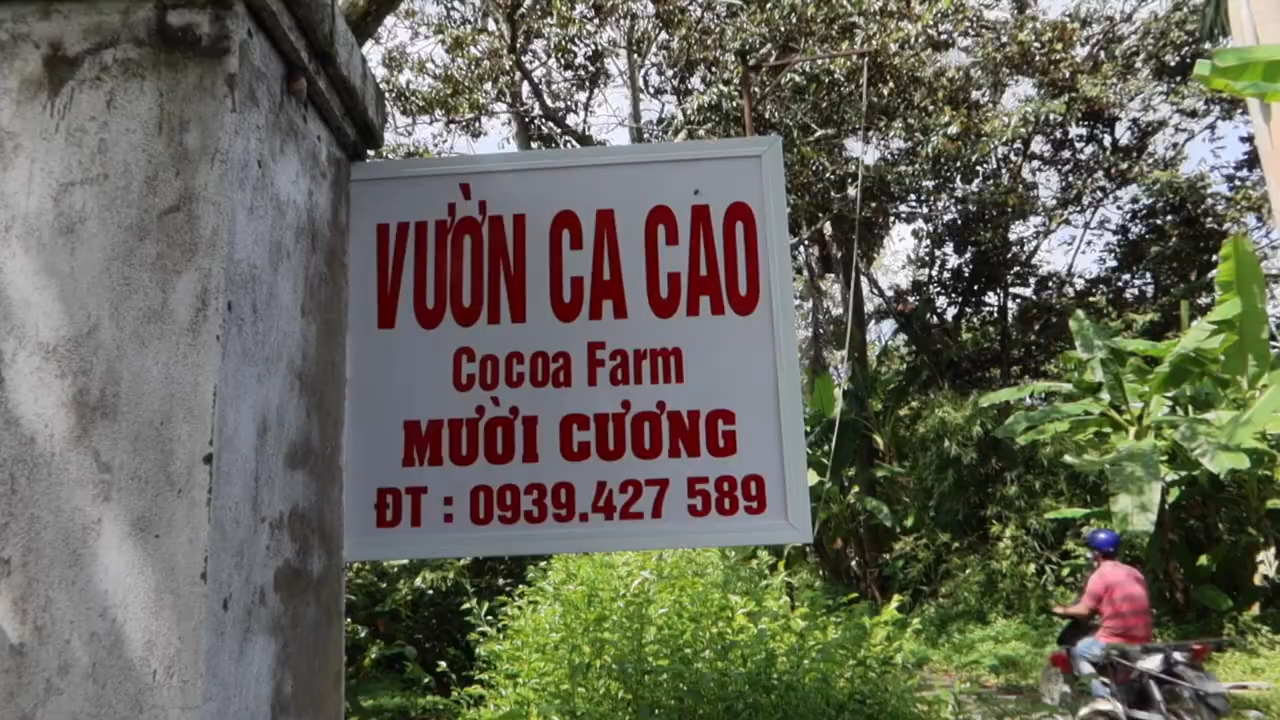 VƯỜN CA CAO
Cocoa Farm
MƯỜI CƯƠNG
ĐT : 0939.427 589